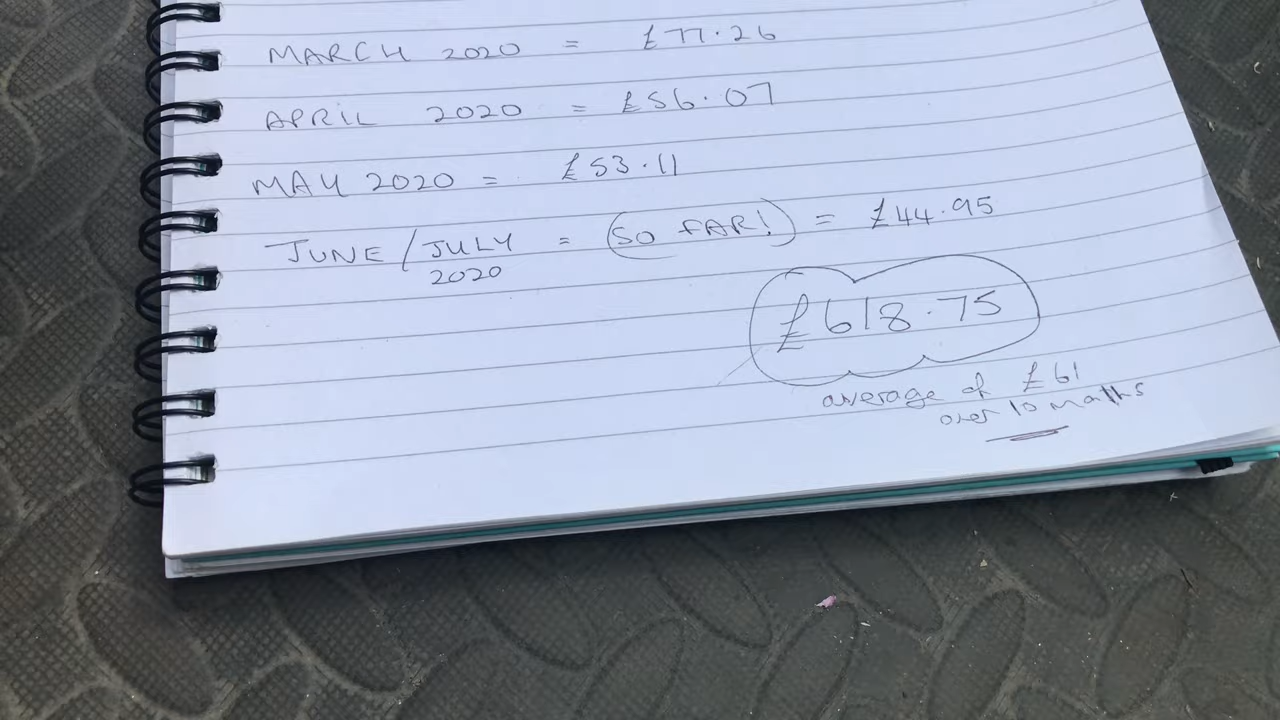 MARCH 2020 = £77.26
APRIL 2020 = £56.07
MAY 2020 = £53.11
JUNE / JULY = (SO FAR!) = £44.95
2020
£618.75
average of £61
over 10 months